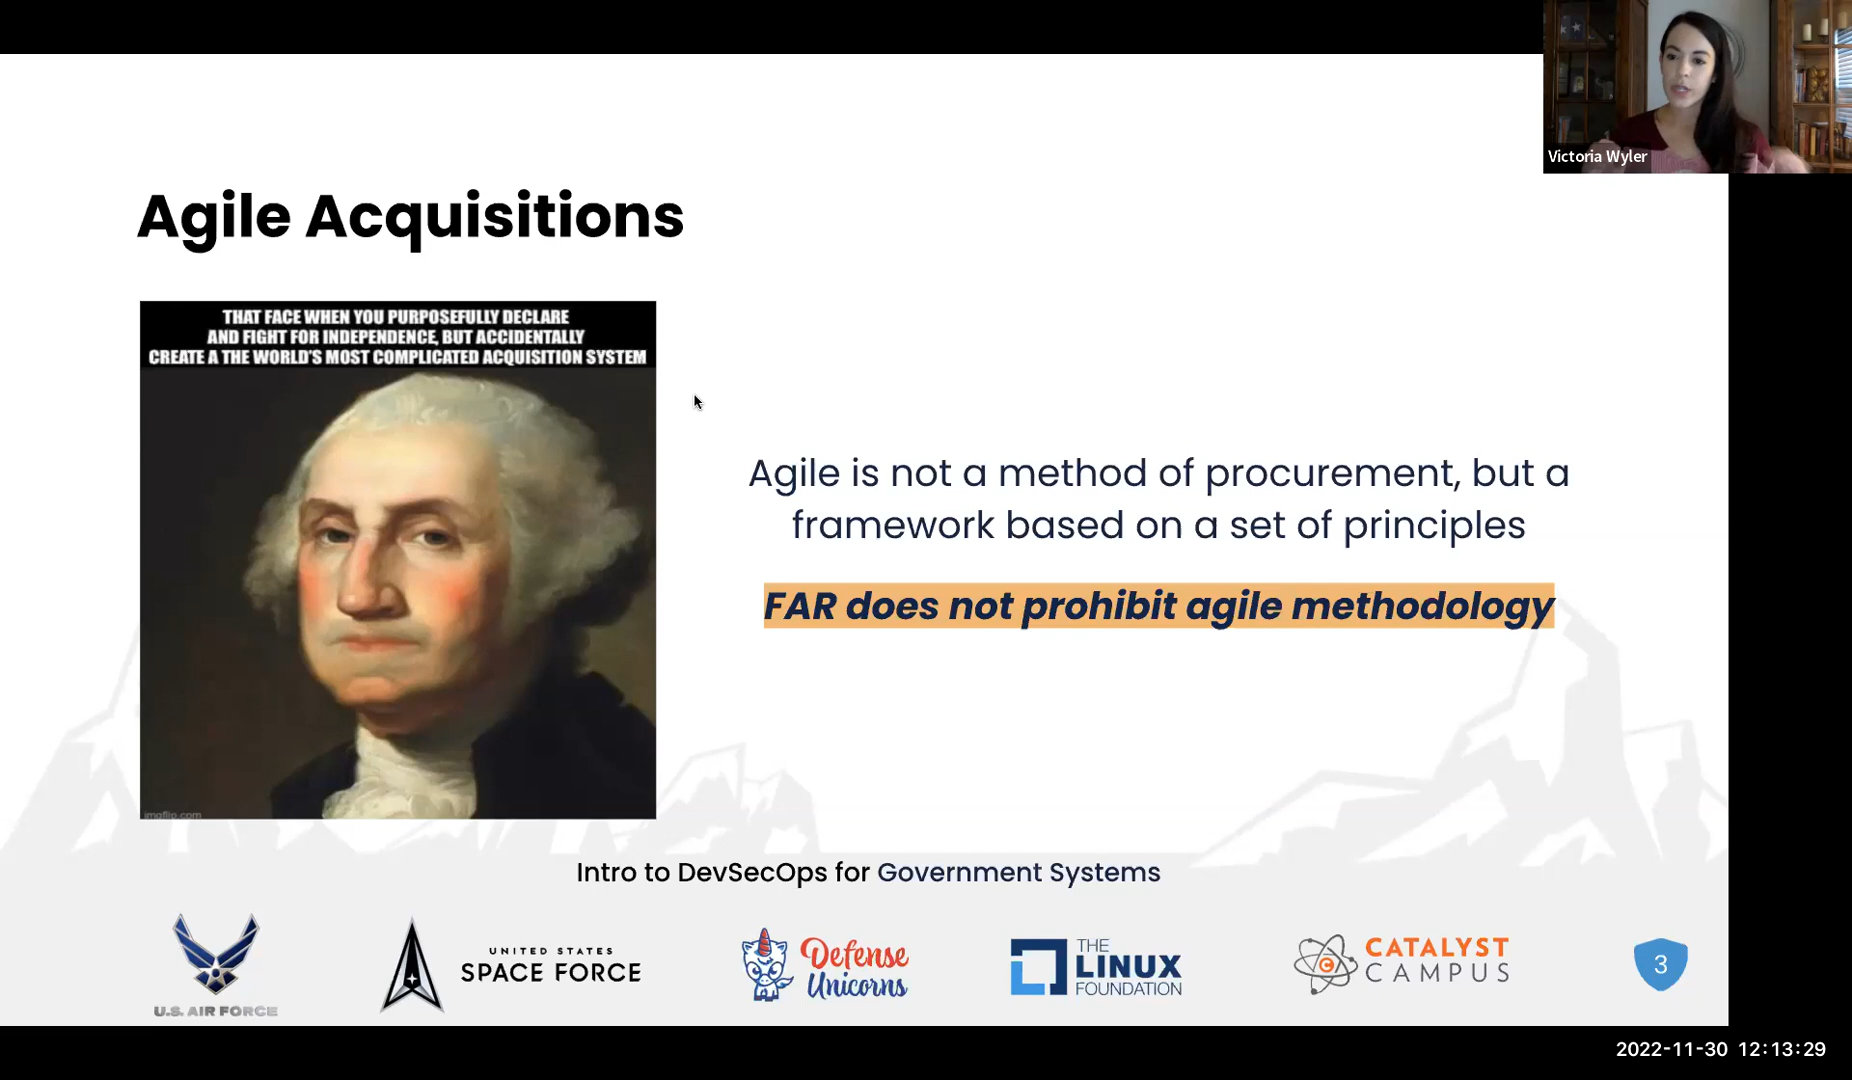 Victoria Wyler
Agile Acquisitions
THAT FACE WHEN YOU PURPOSEFULLY DECLARE
AND FIGHT FOR INDEPENDENCE, BUT ACCIDENTALLY
CREATE A THE WORLD'S MOST COMPLICATED ACQUISITION SYSTEM
imgflip.com
Agile is not a method of procurement, but a
framework based on a set of principles
FAR does not prohibit agile methodology
Intro to DevSecOps for Government Systems
U.S. AIR FORCE
UNITED STATES
SPACE FORCE
Defense
Unicorns
THE
LINUX
FOUNDATION
C
CATALYST
CAMPUS
3
2022-11-30 12:13:29